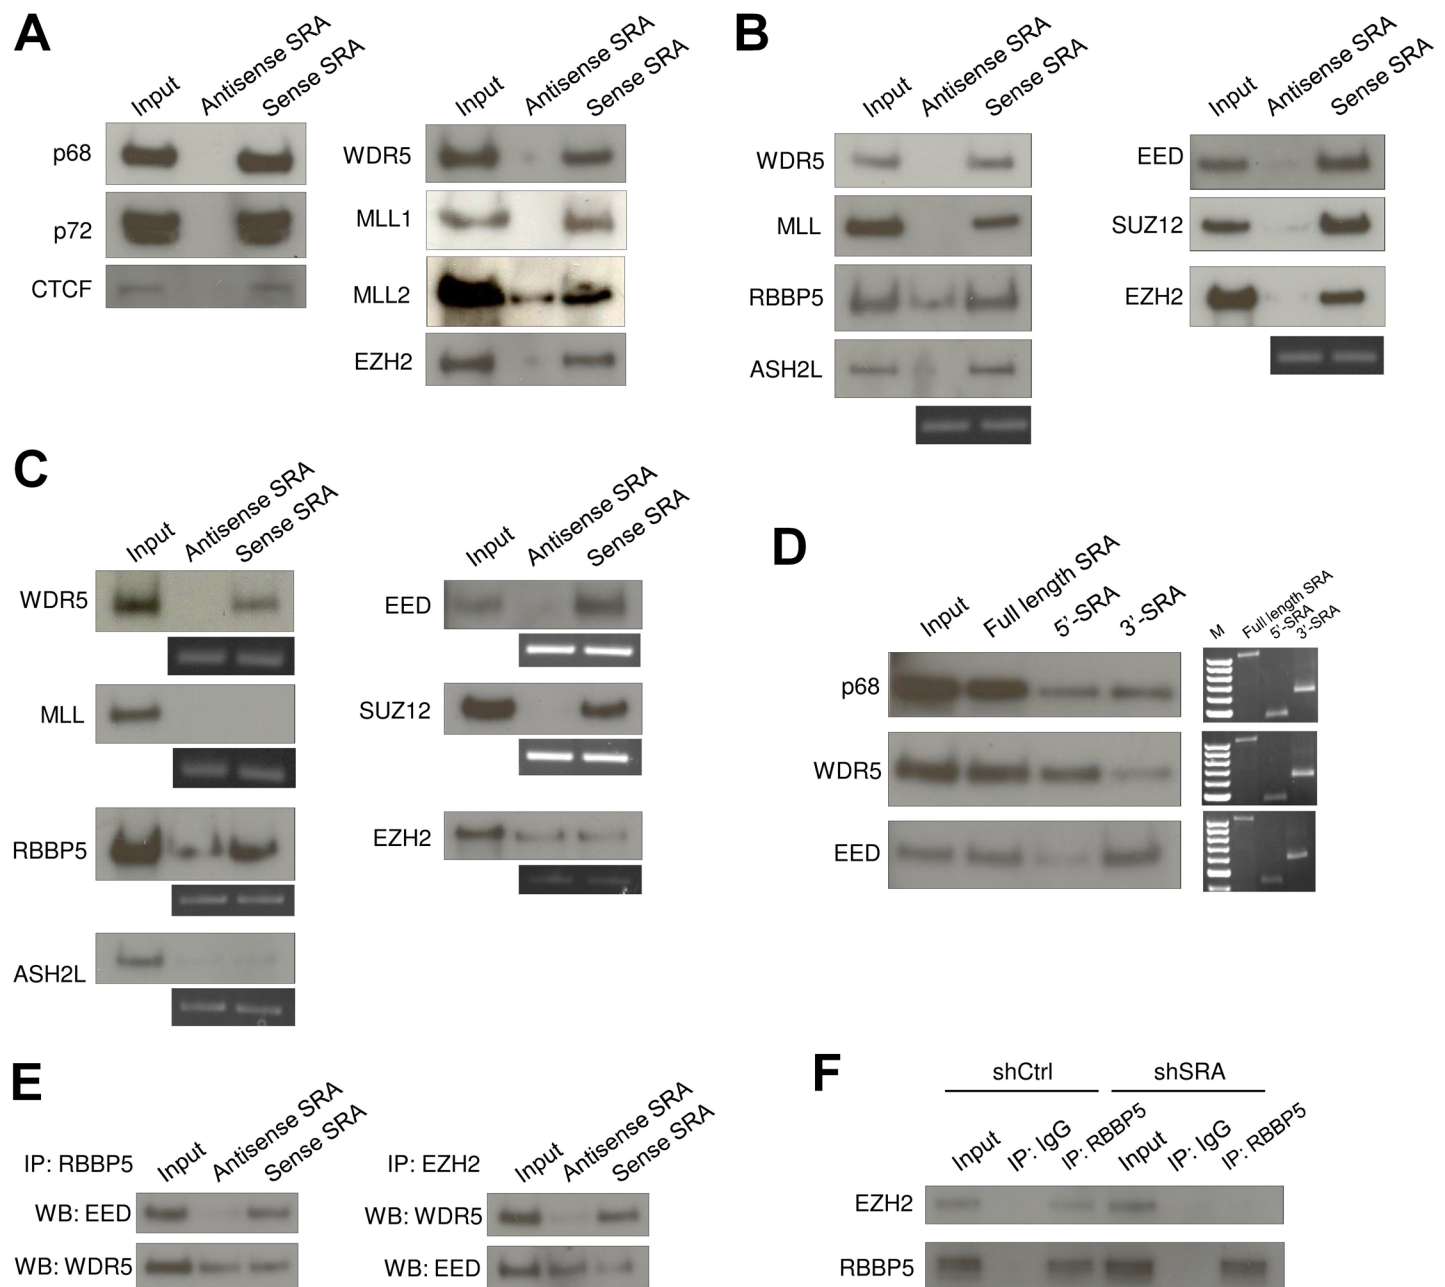 A
Input
Antisense SRA
Sense SRA
p68
p72
CTCF
Input
Antisense SRA
Sense SRA
WDR5
MLL1
MLL2
EZH2
B
Input
Antisense SRA
Sense SRA
WDR5
MLL
RBBP5
ASH2L
Input
Antisense SRA
Sense SRA
EED
SUZ12
EZH2
C
Input
Antisense SRA
Sense SRA
WDR5
MLL
RBBP5
ASH2L
Input
Antisense SRA
Sense SRA
EED
SUZ12
EZH2
D
Input
Full length SRA
5'-SRA
3'-SRA
p68
WDR5
EED
M
Full length SRA
5'-SRA
3'-SRA
E
IP: RBBP5
Input
Antisense SRA
Sense SRA
WB: EED
WB: WDR5
IP: EZH2
Input
Antisense SRA
Sense SRA
WB: WDR5
WB: EED
F
shCtrl
shSRA
Input
IP: IgG
IP: RBBP5
Input
IP: IgG
IP: RBBP5
EZH2
RBBP5